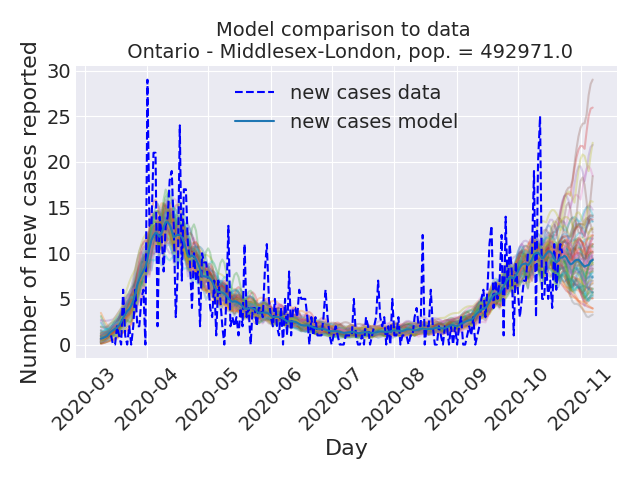 Model comparison to data
Ontario - Middlesex-London, pop. = 492971.0
Number of new cases reported
30
25
20
15
10
5
0
new cases data
new cases model
2020-03
2020-04
2020-05
2020-06
2020-07
2020-08
2020-09
2020-10
2020-11
Day